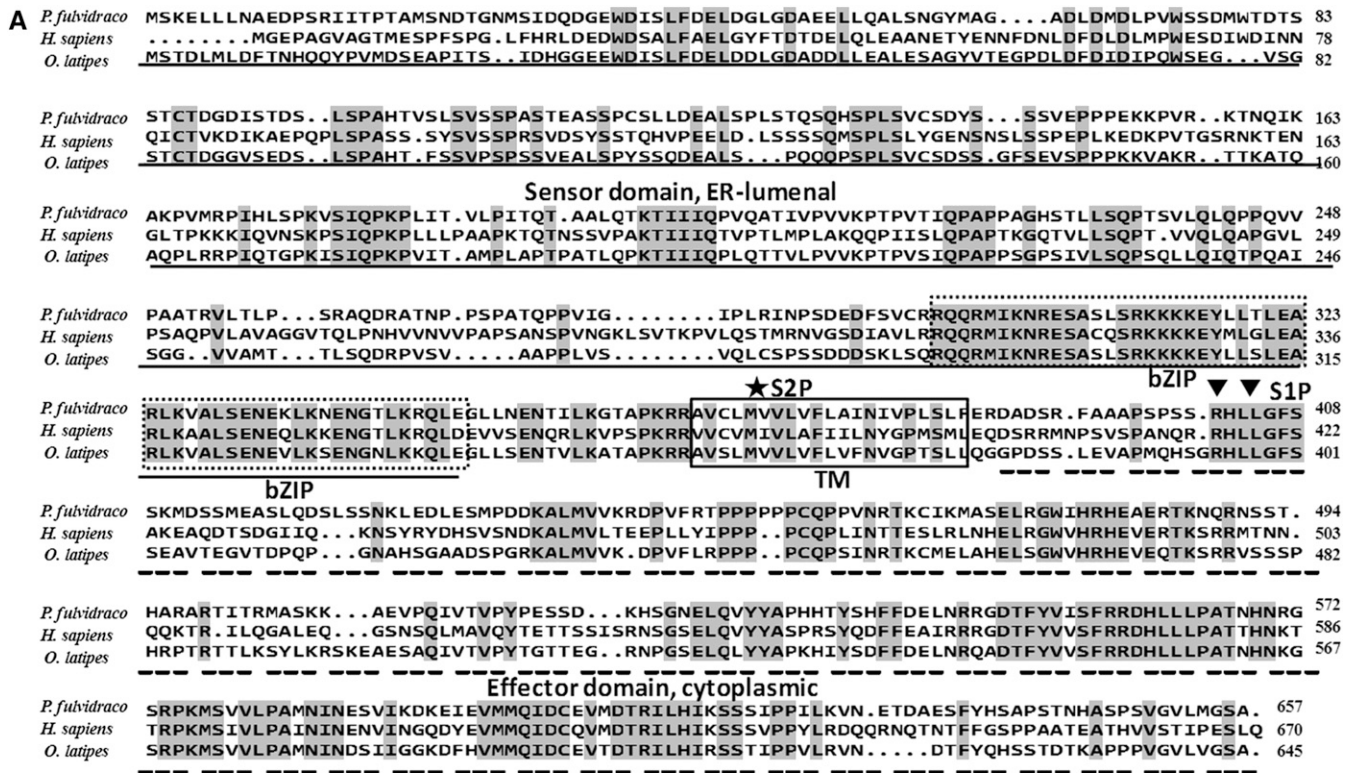 A
P. fulvidraco MSKELLLNAEDPSRIITPTAMSNDTGNMSIDQDGEWDISLFDELDGLGDAEELLQALSNGYMAG....ADLDMDLPVWSSDMWTDTS 83
H. sapiens ........MGEPAGVAGTMESPFSPG.LFHRLDEDWDSALFAELGYFTDTDELQLEAANETYENNFDNLDFDLDLMPWESDIWDINN 78
O. latipes MSTDLMLDFTNHQQYPVMDSEAPITS..IDHGGEEWDISLFDELDDLGDADDLLEALESAGYVTEGPDLDFDIDIPQWSEG...VSG 82
P. fulvidraco STCTDGDISTDS..LSPAHTVSLSVSSPASTEASSPCSLLDEALSPLSTQSQHSPLSVCSDYS...SSVEPPPEKKPVR..KTNQIK 163
H. sapiens QICTVKDIKAEPQPLSPASS.SYSVSSPRSVDSYSSTQHVPEELD.LSSSSQMSPLSLYGENSNSLSSPEPLKEDKPVTGSRNKTEN 163
O. latipes STCTDGGVSEDS..LSPAHT.FSSVPSPSSVEALSPYSSQDEALS...PQQQPSPLSVCSDSS.GFSEVSPPPKKVAKR..TTKATQ 160
Sensor domain, ER-lumenal
P. fulvidraco AKPVMRPIHLSPKVSIQPKPLIT.VLPITQT.AALQTKTIIIQPVQATIVPVVKPTPVTIQPAPPAGHSTLLLSQPTSVLQLQPPQVV 248
H. sapiens GLTPKKKIQVNSKPSIQPKPLLLPAAPKTQTNSSVPAKTIIIQTVPTLMPLAKQQPIISLQPAPTKGQTVLLSQPT.VVQLQAPGVL 249
O. latipes AQPLRRPIQTGPKISIQPKPVIT.AMPLAPTPATLQPKTIIIQPLQTTVLPVVKPTPVSIQPAPPSGPSIVLSQPSQLLQIQTPQAI 246
P. fulvidraco PAATRVLTLP...SRAQDRATNP.PSPATQPPVIG........IPLRINPSDEDFSVCRRQQRMIKNRESASLSRKKKKEYLLTLEA 323
H. sapiens PSAQPVLAVAGGVTQLPNHVVNVVPAPSANSPVNGKLSVTKPVLQSTMRNVGSDIAVLRRQQRMIKNRESACQSRKKKKEYMLGLEA 336
O. latipes SGG..VVAMT...TLSQDRPVSV.....AAPPLVS........VQLCSPSSDDDSKLSQRQQRMIKNRESASLSRKKKKEYLLSLEA 315
bZIP
★S2P ▼ ▼ S1P
P. fulvidraco RLKVALSENEKLKNENGTLKRQLEGLLNENTILKGTAPKRRAVCLMVVLVFLAINIVPLSLFERDADSR.FAAAPSPSS.RHLLGFS 408
H. sapiens RLKAALSENEQLKKENGTLKRQLDEVVSENQRLKVPSPKRRVVCVMIVLAFIILNYGPMSMLEQDSRRMNPSVSPANQR.RHLLGFS 422
O. latipes RLKVALSENEVLKSENGNLKKQLEGLLSENTVLKATAPKRRAVSLMVVLVFLVFNVGPTSLLQGGPDSS.LEVAPMQHSGRHLLGFS 401
bZIP TM
P. fulvidraco SKMDSSMEASLQDSLSSNKLEDLESMPDDKALMVVKRDPVFRTPPPPPPCQPPVNRTKCIKMASELRGWIHRHEAERTKNQRNSST. 494
H. sapiens AKEAQDTSDGIIQ...KNSYRYDHSVSNDKALMVLTEEPLLYIPPP..PCQPLINTTESLRLNHELRGWVHRHEVERTKSRRMTNN. 503
O. latipes SEAVTEGVTDPQP...GNAHSGAADSPGRKALMVVK.DPVFLRPPP..PCQPSINRTKCMELAHELSGWVHRHEVEQTKSRRVSSSP 482
P. fulvidraco HARARTITRMASKK...AEVPQIVTVPYPESSD...KHSGNELQVYYAPHHTYSHFFDELNRRGDTFYVISFRRDHLLLPATNHNRG 572
H. sapiens QQKTR.ILQGALEQ...GSNSQLMAVQYTETTSSISRNSGSELQVYYASPRSYQDFFEAIRRRGDTFYVVSFRRDHLLLPATTHNKT 586
O. latipes HRPTRTTLKSYLKRSKEAESAQIVTVPYTGTTEG..RNPGSELQLYYAPKHIYSDFFDELNRQADTFYVVSFRRDHLLLPATNHNKG 567
Effector domain, cytoplasmic
P. fulvidraco SRPKMSVVLPAMNINESVIKDKEIEVMMQIDCEVMDTRILHIKSSSIPPILKVN.ETDAESFYHSAPSTNHASPSVGVLMGSA. 657
H. sapiens TRPKMSIVLPAMNINENVINGQDYEVMMQIDCQVMDTRILHIKSSSVPPYLRDQQRNQTNTFFGSPPAATEATHVVSTIPESLQ 670
O. latipes SRPKMSVVLPAMNINDSIIGGKDFHVMMQIDCEVTDTRILHIRSSTIPPYLRVN....DTFYQHSSTDTKAPPPVGVLVGSA. 645